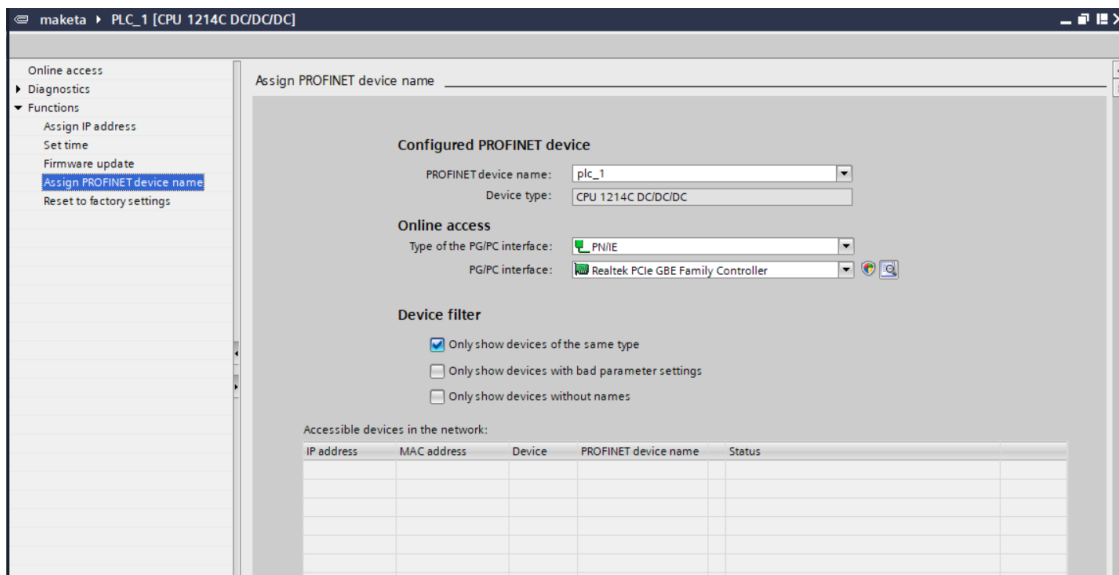 maketa ▸ PLC_1 [CPU 1214C DC/DC/DC]
Online access
Diagnostics
Functions
Assign IP address
Set time
Firmware update
Assign PROFINET device name
Reset to factory settings
Assign PROFINET device name
Configured PROFINET device
PROFINET device name: plc_1
Device type: CPU 1214C DC/DC/DC
Online access
Type of the PG/PC interface: PN/IE
PG/PC interface: Realtek PCIe GBE Family Controller
Device filter
Only show devices of the same type
Only show devices with bad parameter settings
Only show devices without names
Accessible devices in the network:
IP address MAC address Device PROFINET device name Status